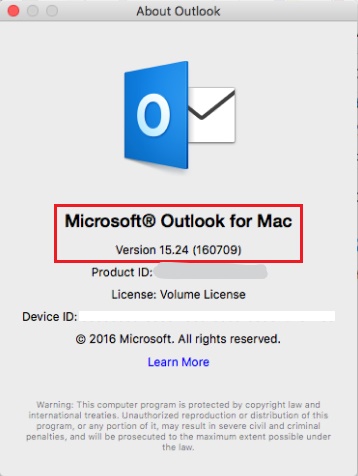 About Outlook
O
Microsoft® Outlook for Mac
Version 15.24 (160709)
Product ID:
License: Volume License
Device ID:
© 2016 Microsoft. All rights reserved.
Learn More
Warning: This computer program is protected by copyright law and
international treaties. Unauthorized reproduction or distribution of this
program, or any portion of it, may result in severe civil and criminal
penalties, and will be prosecuted to the maximum extent possible under
the law.